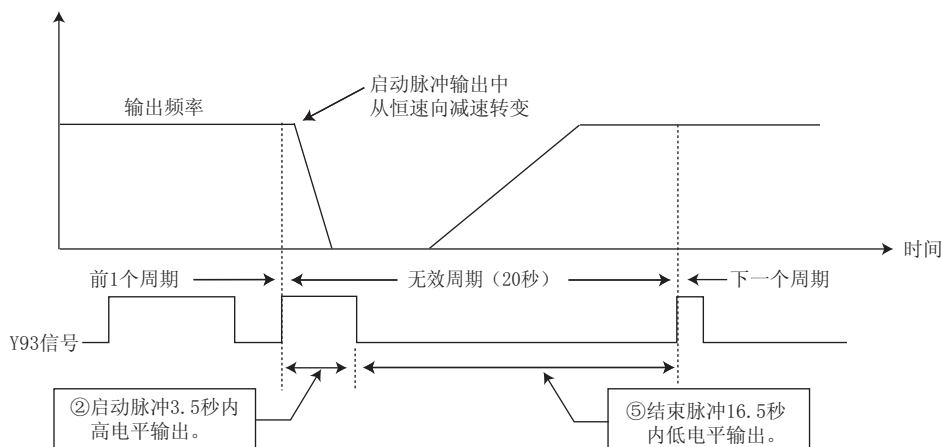 启动脉冲输出中
从恒速向减速转变
输出频率
时间
前1个周期
无效周期（20秒）
下一个周期
Y93信号
②启动脉冲3.5秒内
高电平输出。
⑤结束脉冲16.5秒
内低电平输出。